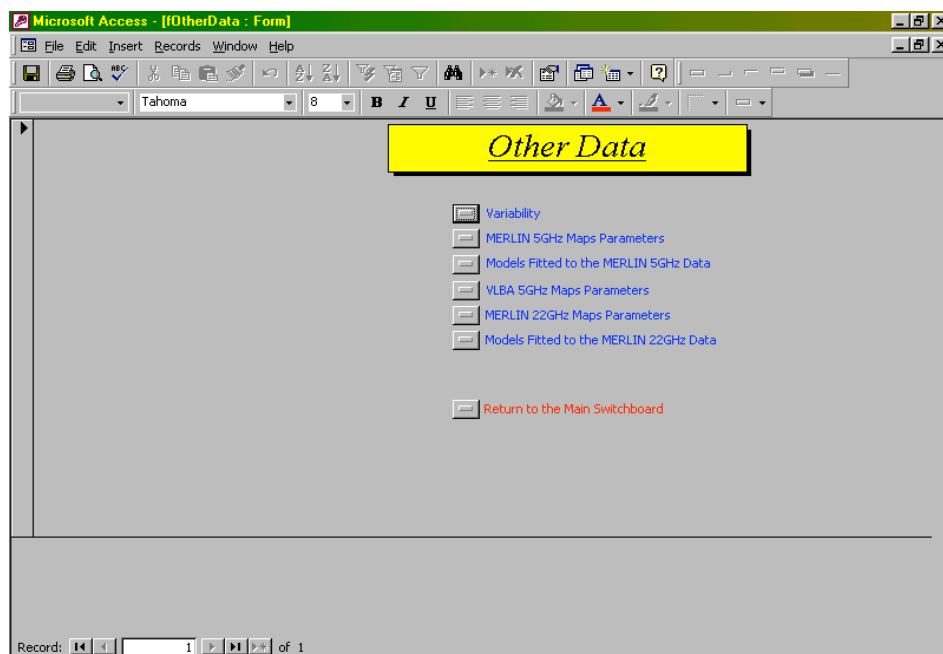 Microsoft Access - [fOtherData : Form]
File Edit Insert Records Window Help
ABC
Tahoma 8 B I U A
Other Data
Variability
MERLIN 5GHz Maps Parameters
Models Fitted to the MERLIN 5GHz Data
VLBA 5GHz Maps Parameters
MERLIN 22GHz Maps Parameters
Models Fitted to the MERLIN 22GHz Data
Return to the Main Switchboard
Record: 1 of 1